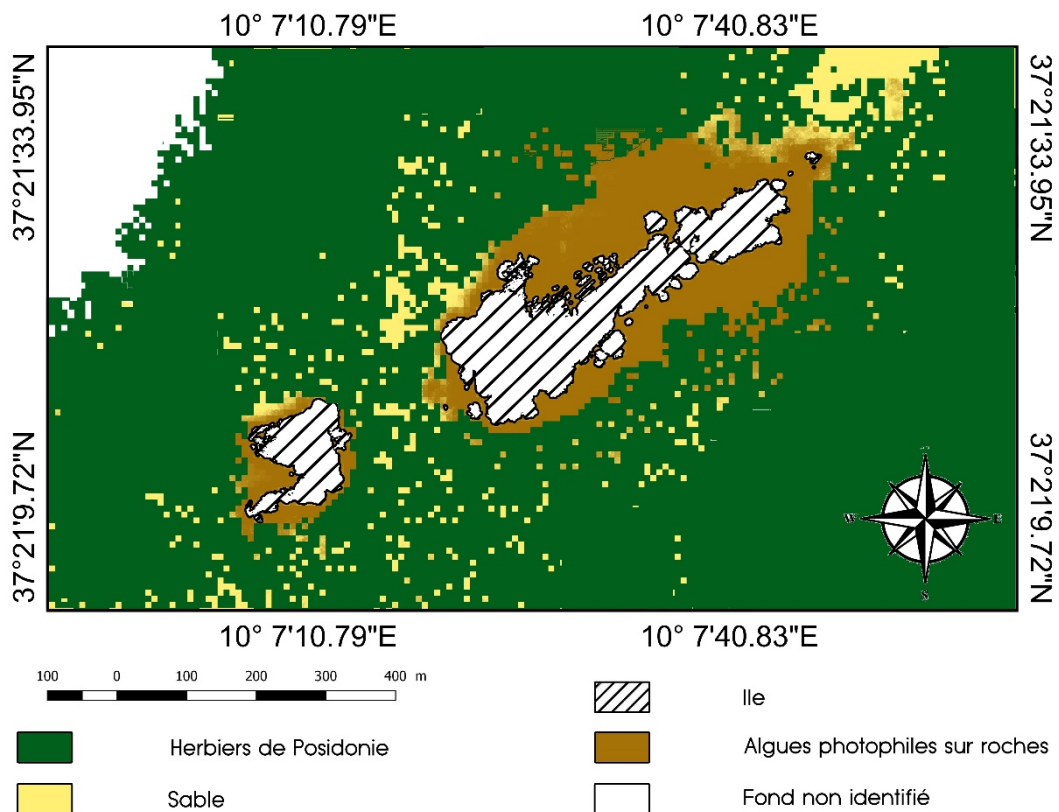 10° 7'10.79"E 10° 7'40.83"E
37°21'33.95"N
37°21'33.95"N
37°21'9.72"N
37°21'9.72"N
N
W E
S
10° 7'10.79"E 10° 7'40.83"E
100 0 100 200 300 400 m
Ile
Herbiers de Posidonie
Algues photophiles sur roches
Sable
Fond non identifié